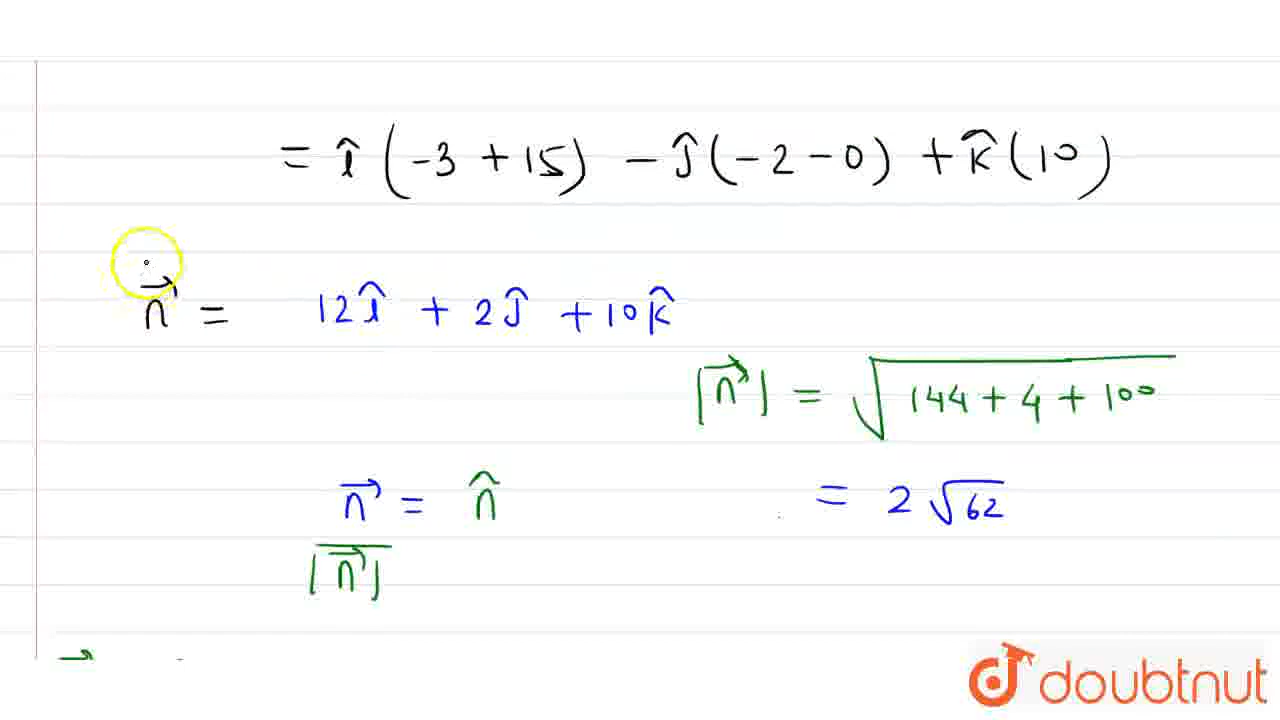 = î (-3 + 15) - ĵ (-2 - 0) + k̂ (10)
n⃗ = 12î + 2ĵ + 10k̂
|n⃗| = √(144 + 4 + 100)
n⃗ / |n⃗| = n̂
= 2√62
doubtnut